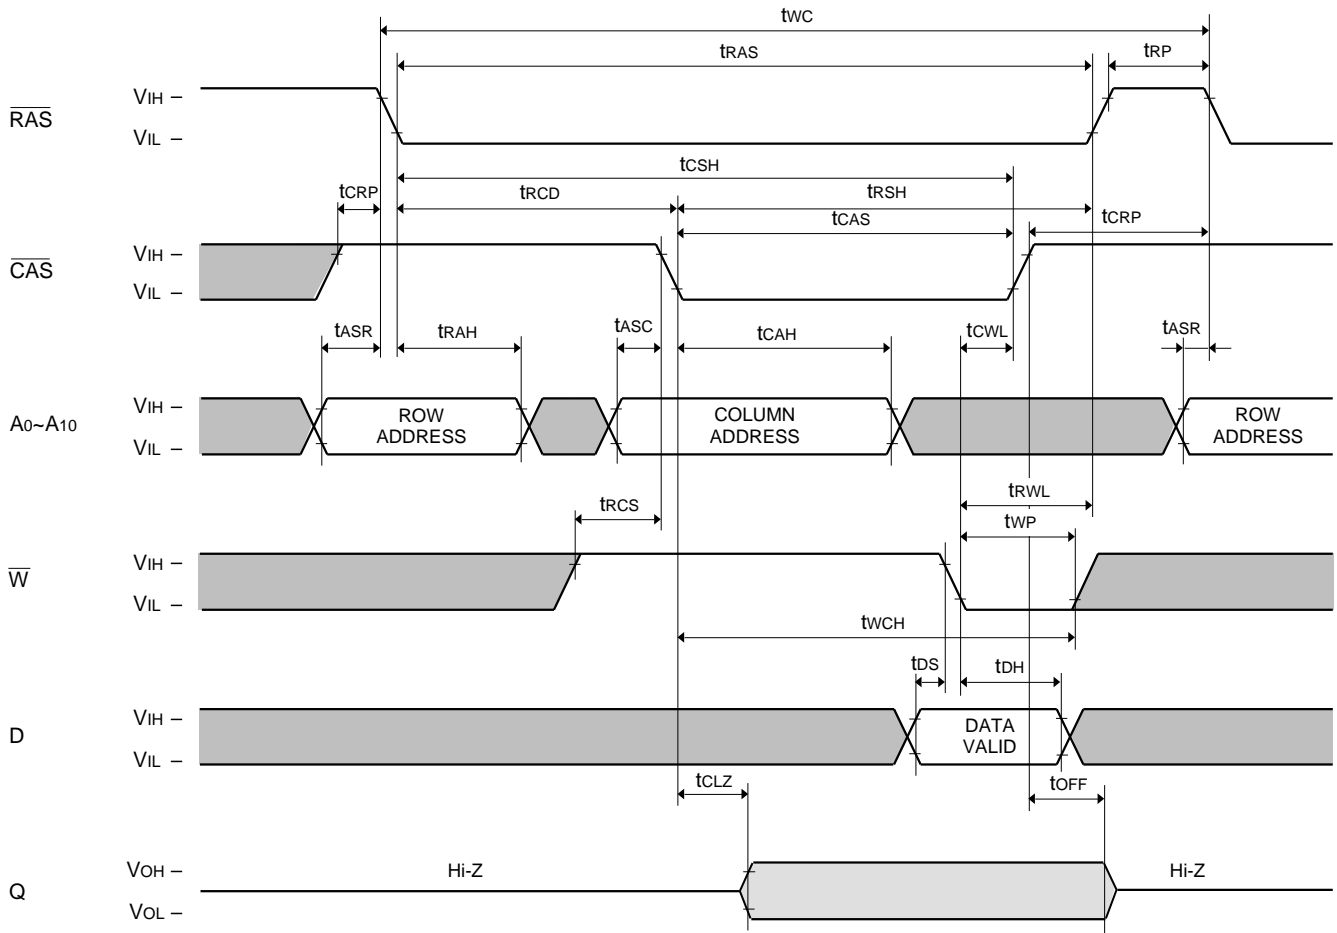 tWC
tRAS
tRP
RAS
VIH –
VIL –
tCSH
tCRP
tRCD
tRSH
tCAS
tCRP
CAS
VIH –
VIL –
tASR
tRAH
tASC
tCAH
tCWL
tASR
A0~A10
VIH –
VIL –
ROW
ADDRESS
COLUMN
ADDRESS
ROW
ADDRESS
tRCS
tRWL
tWP
W
VIH –
VIL –
tWCH
tDS
tDH
D
VIH –
VIL –
DATA
VALID
tCLZ
tOFF
Q
VOH –
VOL –
Hi-Z
Hi-Z